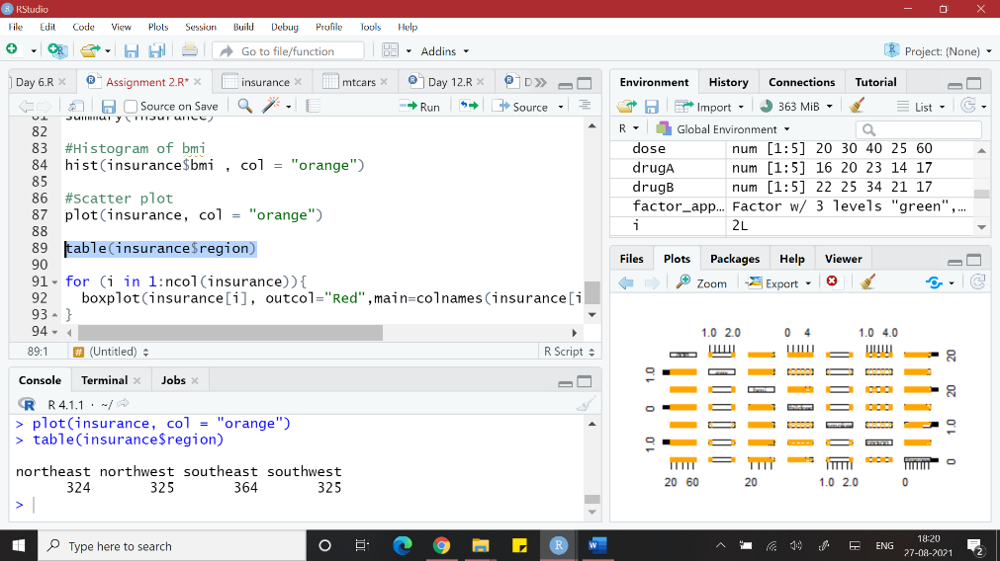 RStudio
File Edit Code View Plots Session Build Debug Profile Tools Help
Go to file/function Addins Project: (None)
Day 6.R Assignment 2.R* insurance mtcars Day 12.R D
Source on Save Run Source
81 summary(insurance)
82
83 #Histogram of bmi
84 hist(insurance$bmi , col = "orange")
85
86 #Scatter plot
87 plot(insurance, col = "orange")
88
89 table(insurance$region)
90
91 for (i in 1:ncol(insurance)){
92 boxplot(insurance[i], outcol="Red",main=colnames(insurance[i
93 }
94
89:1 (Untitled) R Script
Console Terminal Jobs
R 4.1.1 · ~/
> plot(insurance, col = "orange")
> table(insurance$region)
northeast northwest southeast southwest
324 325 364 325
>
Environment History Connections Tutorial
Import 363 MiB List
R Global Environment
dose num [1:5] 20 30 40 25 60
drugA num [1:5] 16 20 23 14 17
drugB num [1:5] 22 25 34 21 17
factor_app… Factor w/ 3 levels "green",…
i 2L
Files Plots Packages Help Viewer
Zoom Export
1.0 2.0 0 4 1.0 4.0
20
1.0
20
0
1.0
1.0
0
20 60 20 1.0 2.0 0
Type here to search
ENG
18:20
27-08-2021
2